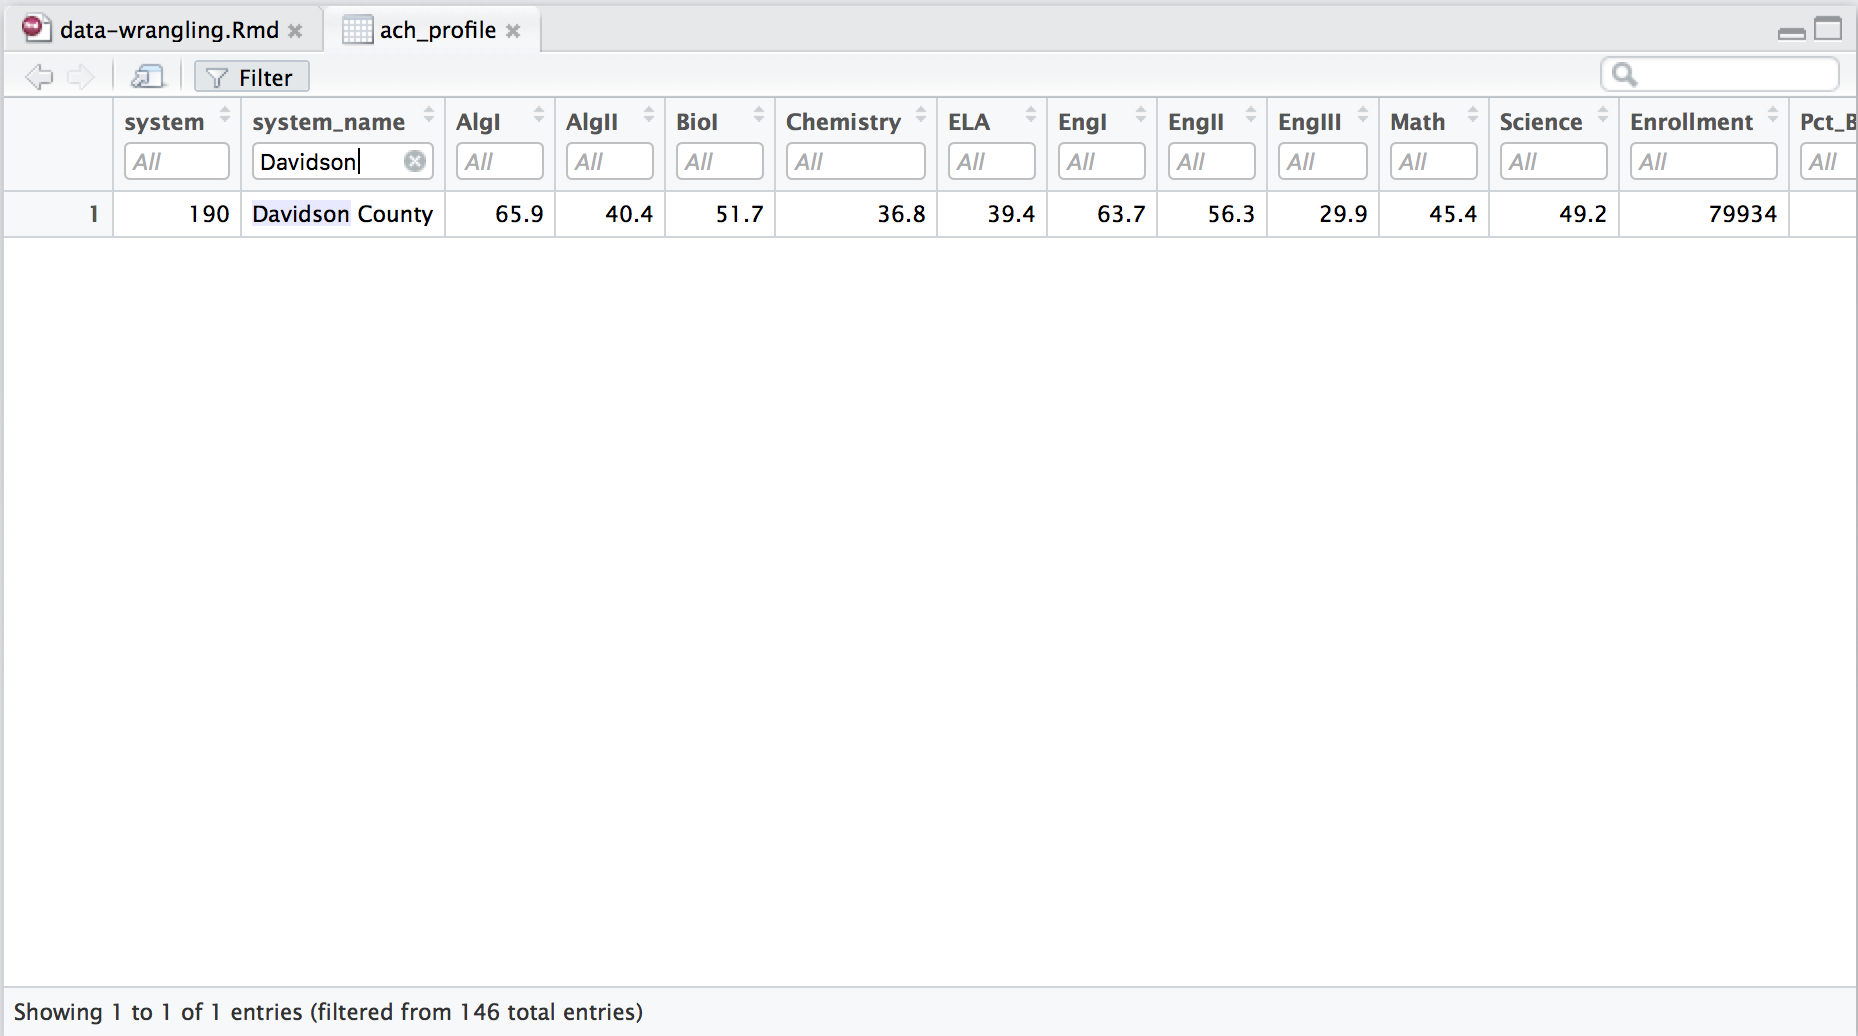 data-wrangling.Rmd ach_profile
Filter
system system_name AlgI AlgII BioI Chemistry ELA EngI EngII EngIII Math Science Enrollment Pct_B
All Davidson All All All All All All All All All All All All
1 190 Davidson County 65.9 40.4 51.7 36.8 39.4 63.7 56.3 29.9 45.4 49.2 79934
Showing 1 to 1 of 1 entries (filtered from 146 total entries)